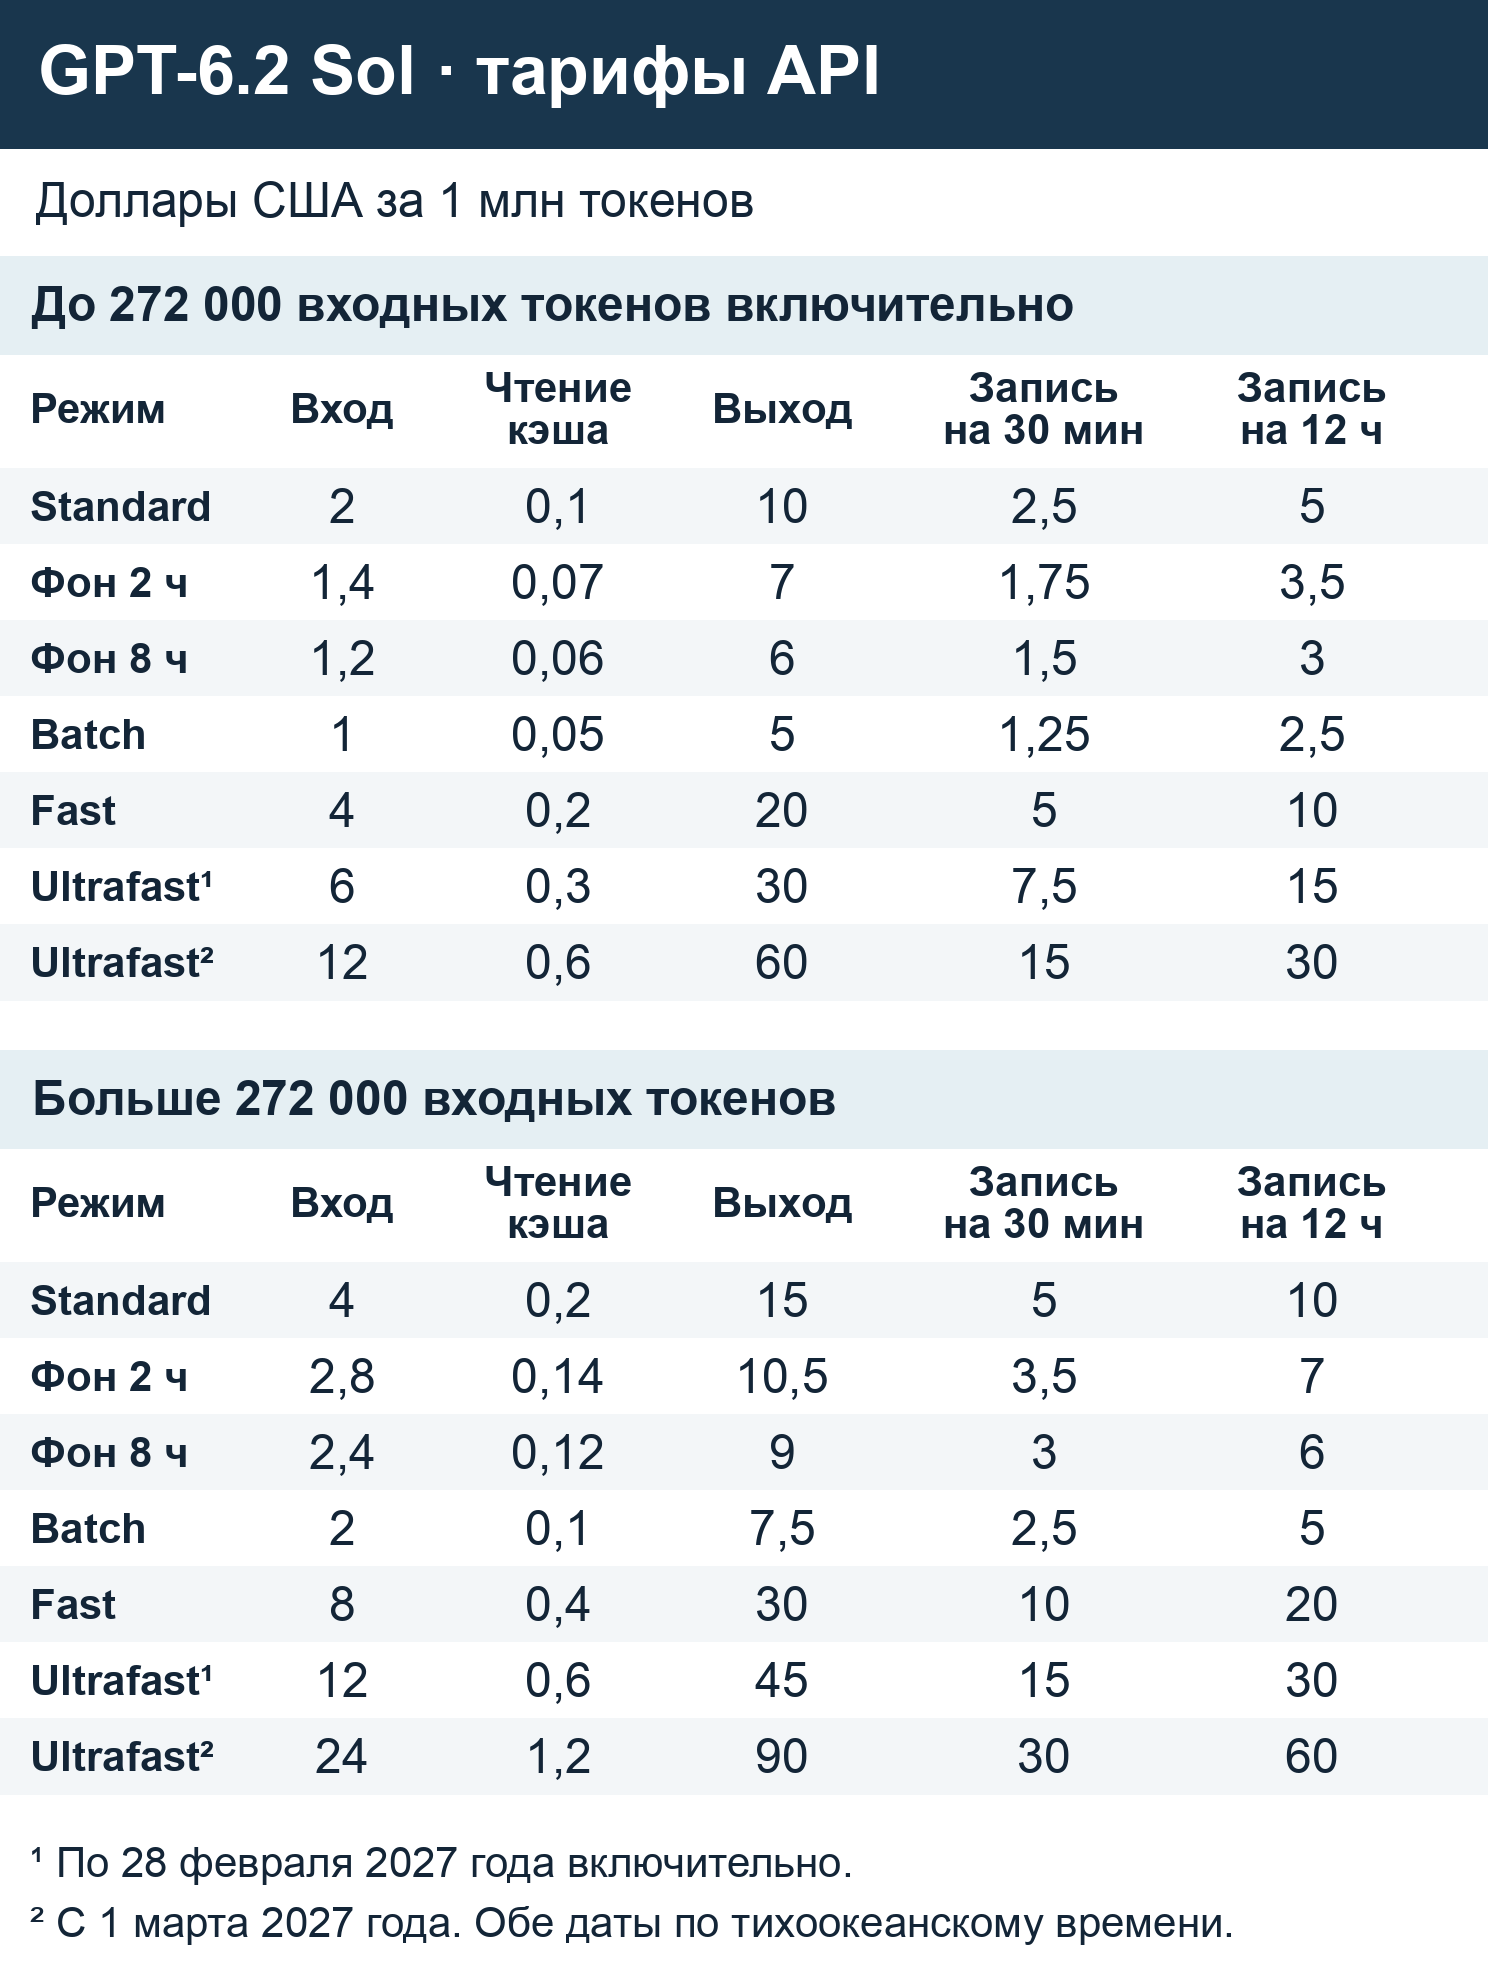 GPT-6.2 Sol · тарифы API
Доллары США за 1 млн токенов
До 272 000 входных токенов включительно
Режим Вход Чтение кэша Выход Запись на 30 мин Запись на 12 ч
Standard 2 0,1 10 2,5 5
Фон 2 ч 1,4 0,07 7 1,75 3,5
Фон 8 ч 1,2 0,06 6 1,5 3
Batch 1 0,05 5 1,25 2,5
Fast 4 0,2 20 5 10
Ultrafast¹ 6 0,3 30 7,5 15
Ultrafast² 12 0,6 60 15 30
Больше 272 000 входных токенов
Режим Вход Чтение кэша Выход Запись на 30 мин Запись на 12 ч
Standard 4 0,2 15 5 10
Фон 2 ч 2,8 0,14 10,5 3,5 7
Фон 8 ч 2,4 0,12 9 3 6
Batch 2 0,1 7,5 2,5 5
Fast 8 0,4 30 10 20
Ultrafast¹ 12 0,6 45 15 30
Ultrafast² 24 1,2 90 30 60
¹ По 28 февраля 2027 года включительно.
² С 1 марта 2027 года. Обе даты по тихоокеанскому времени.